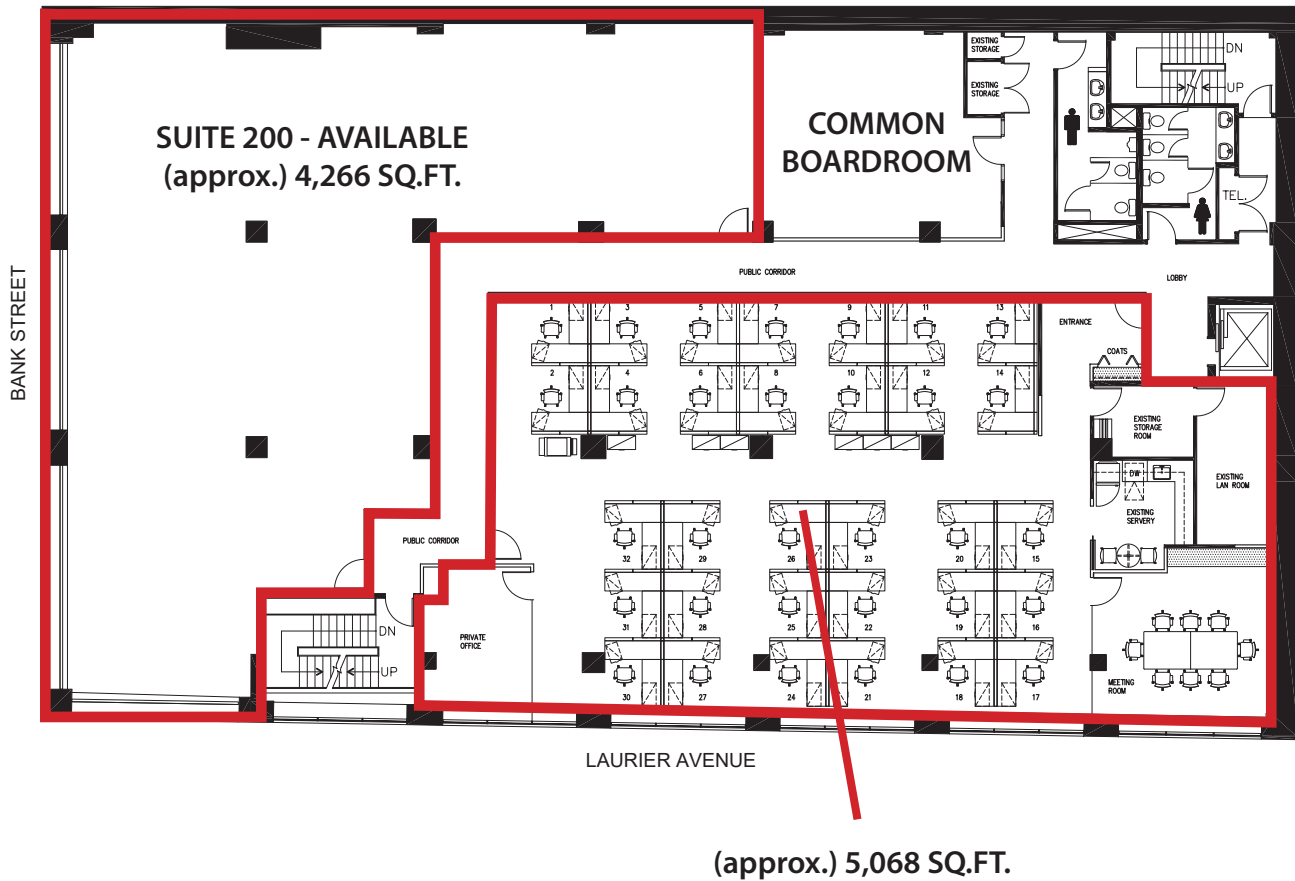 SUITE 200 - AVAILABLE
(approx.) 4,266 SQ.FT.
COMMON
BOARDROOM
EXISTING
STORAGE
EXISTING
STORAGE
DN
UP
TEL.
BANK STREET
PUBLIC CORRIDOR
LOBBY
1
3
5
7
9
11
13
ENTRANCE
COATS
2
4
6
8
10
12
14
EXISTING
STORAGE
ROOM
DW
EXISTING
LAN ROOM
EXISTING
SERVERY
PUBLIC CORRIDOR
32
29
26
23
20
15
31
28
25
22
19
16
DN
UP
PRIVATE
OFFICE
30
27
24
21
18
17
MEETING
ROOM
LAURIER AVENUE
(approx.) 5,068 SQ.FT.